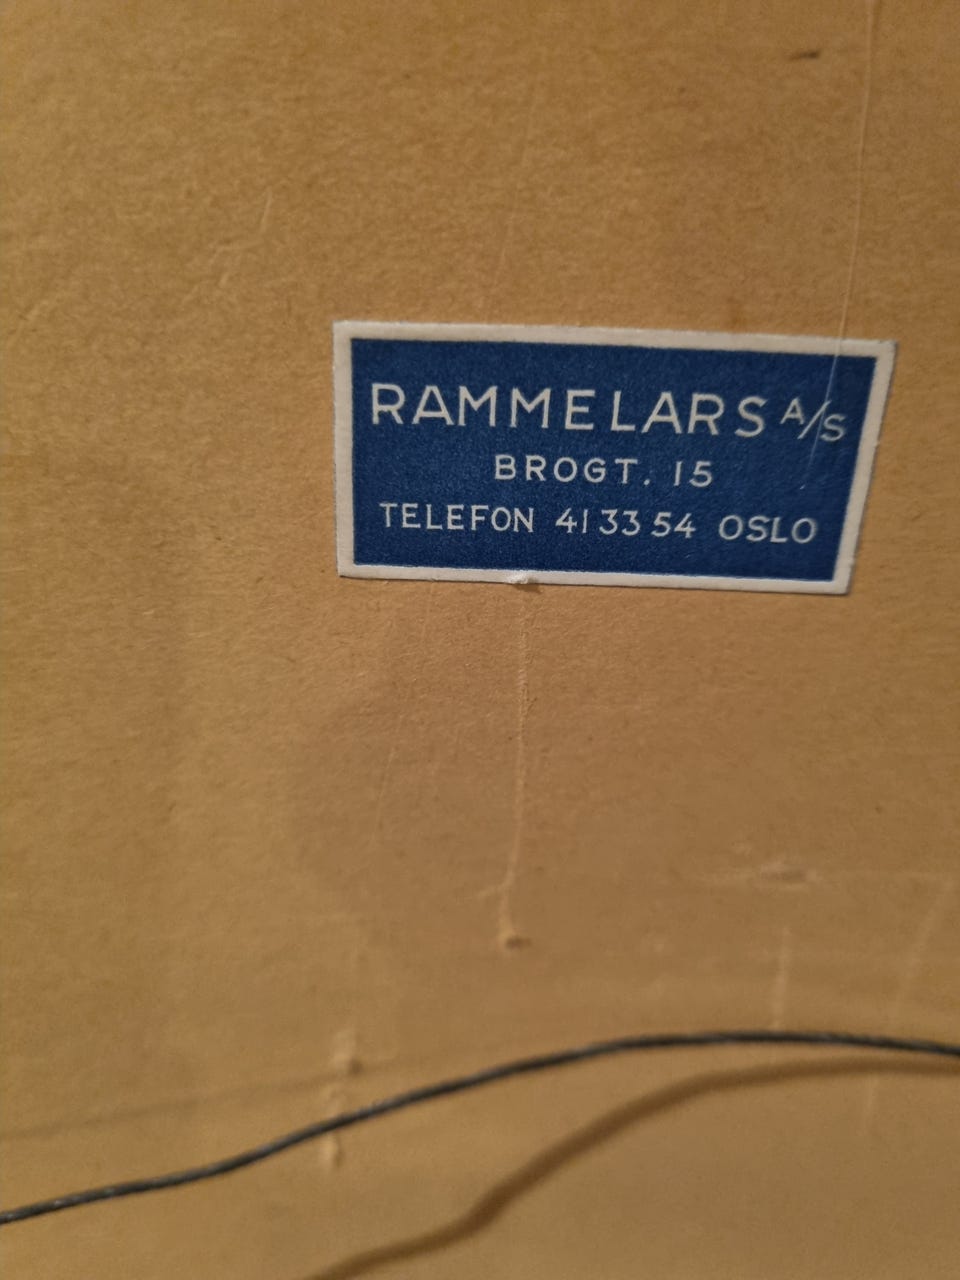 RAMMELARS A/S
BROGT. 15
TELEFON 41 33 54 OSLO